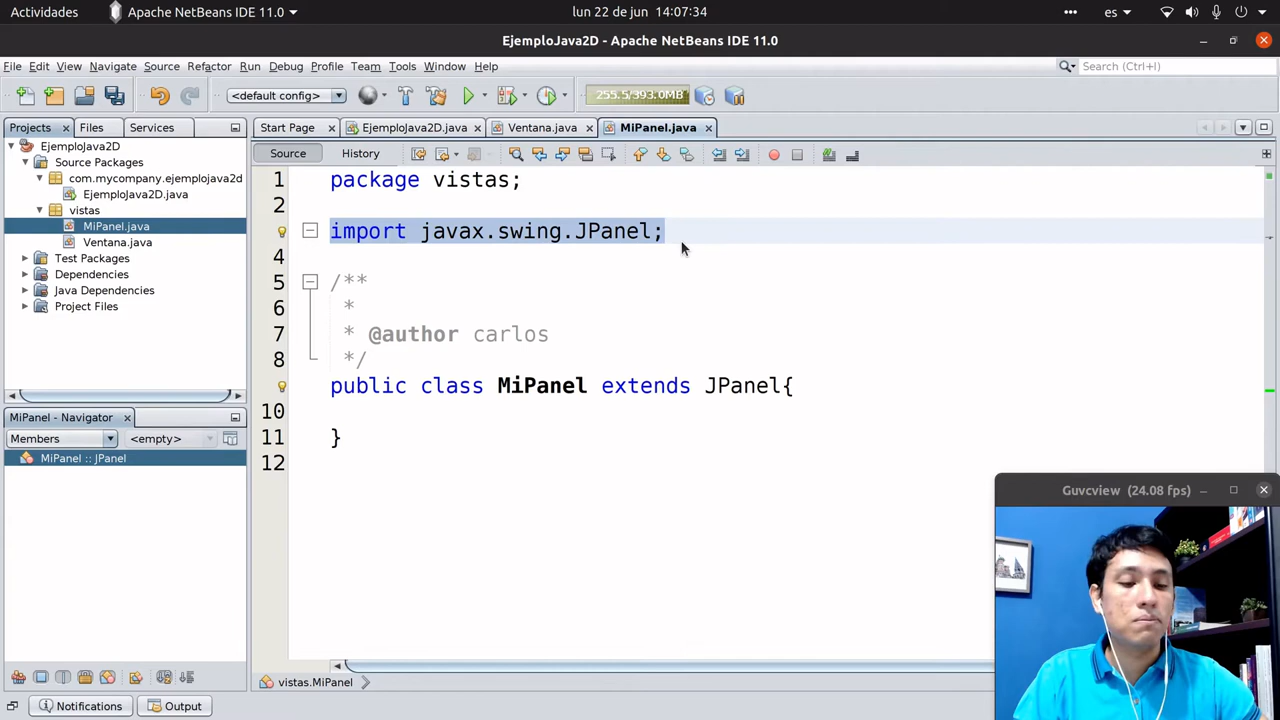 Actividades
Apache NetBeans IDE 11.0
lun 22 de jun 14:07:34
es
EjemploJava2D - Apache NetBeans IDE 11.0
File Edit View Navigate Source Refactor Run Debug Profile Team Tools Window Help
Search (Ctrl+I)
<default config>
255.5/393.0MB
Projects Files Services
Start Page EjemploJava2D.java Ventana.java MiPanel.java
EjemploJava2D
Source Packages
com.mycompany.ejemplojava2d
EjemploJava2D.java
vistas
MiPanel.java
Ventana.java
Test Packages
Dependencies
Java Dependencies
Project Files
MiPanel - Navigator
Members <empty>
MiPanel :: JPanel
Source History
1 package vistas;
2
import javax.swing.JPanel;
4
5 /**
6 *
7 * @author carlos
8 */
public class MiPanel extends JPanel{
10
11 }
12
vistas.MiPanel
Notifications Output
Guvcview (24.08 fps)